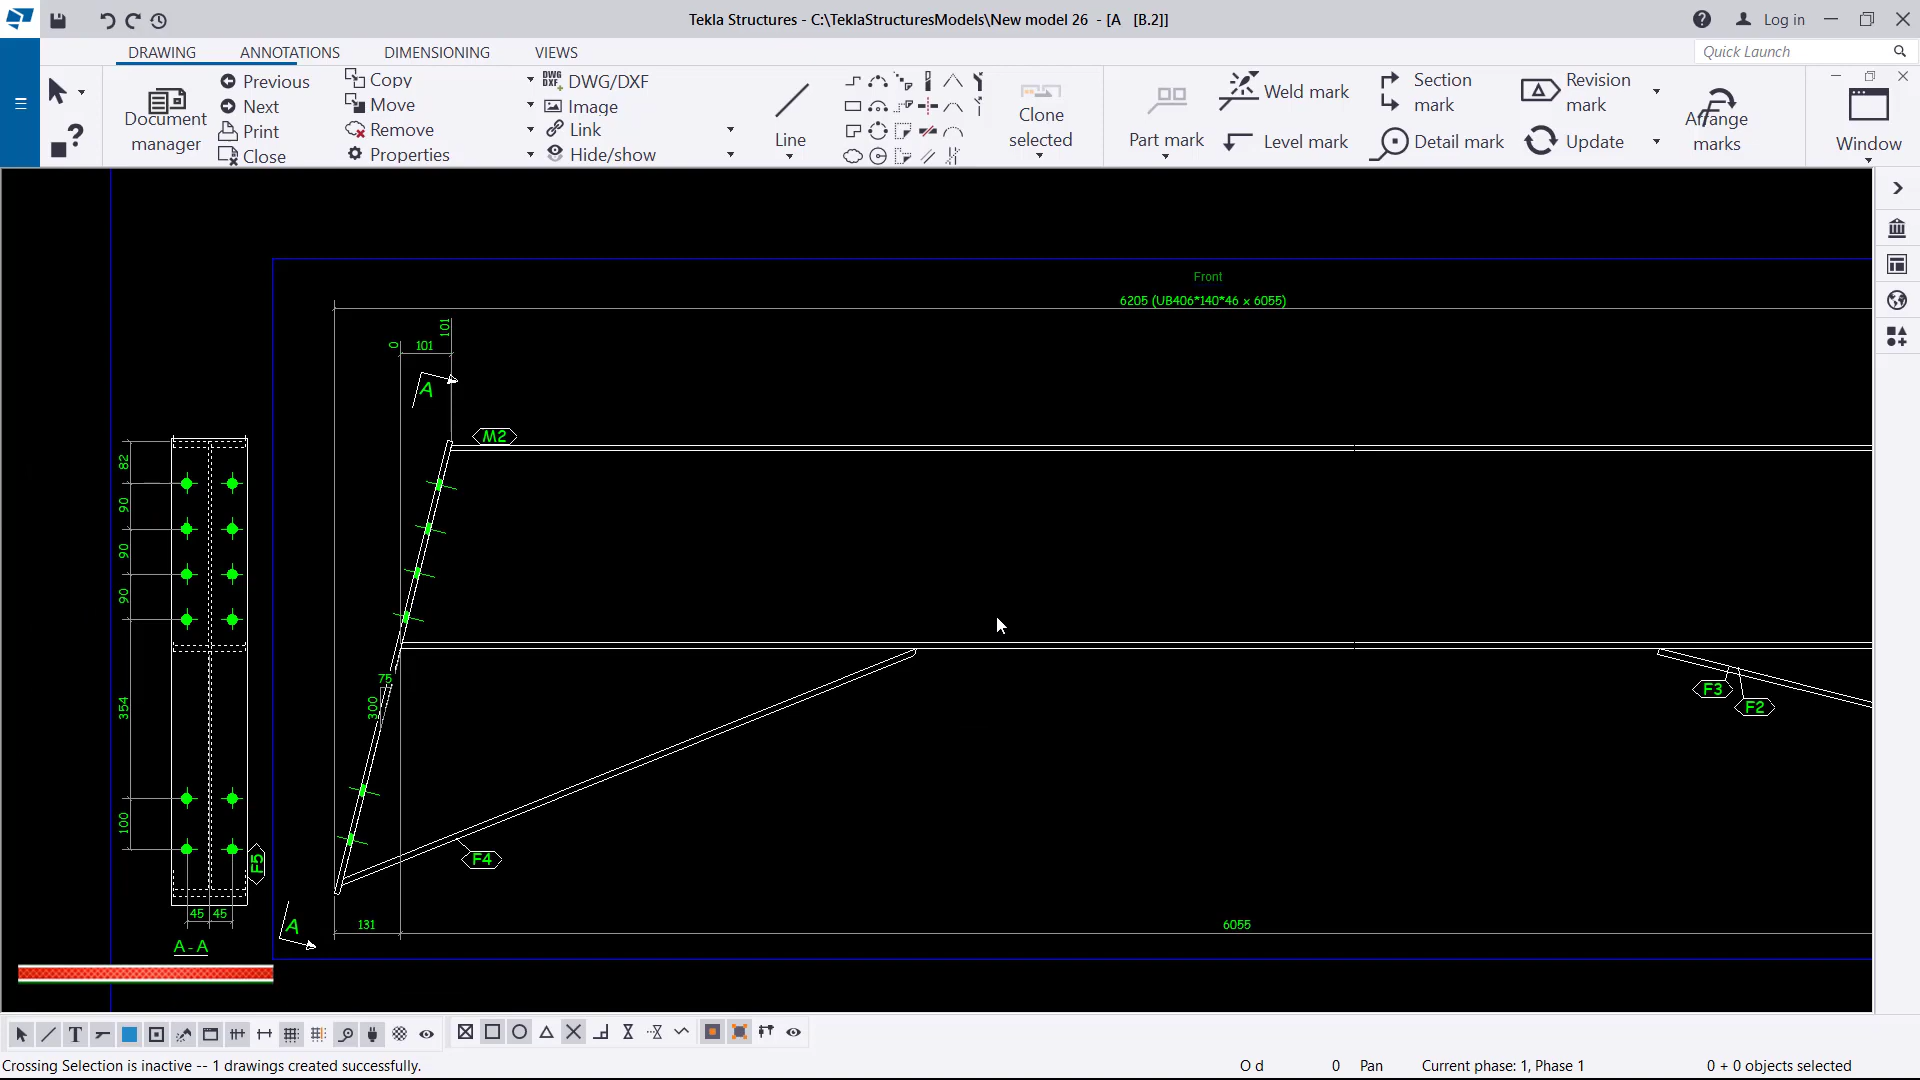 Tekla Structures - C:\TeklaStructuresModels\New model 26  - [A   [B.2]]
Log in
DRAWING
ANNOTATIONS
DIMENSIONING
VIEWS
Quick Launch
Document manager
Previous
Next
Print
Close
Copy
Move
Remove
Properties
DWG/DXF
Image
Link
Hide/show
Line
Clone selected
Part mark
Weld mark
Level mark
Section mark
Detail mark
Revision mark
Update
Arrange marks
Window
Front
6205 (UB406*140*46 x 6055)
0
101
101
A
M2
82
90
90
90
354
100
75
300
F3
F2
F4
F5
45
45
A
131
6055
A - A
Crossing Selection is inactive -- 1 drawings created successfully.
O d
0
Pan
Current phase: 1, Phase 1
0 + 0 objects selected